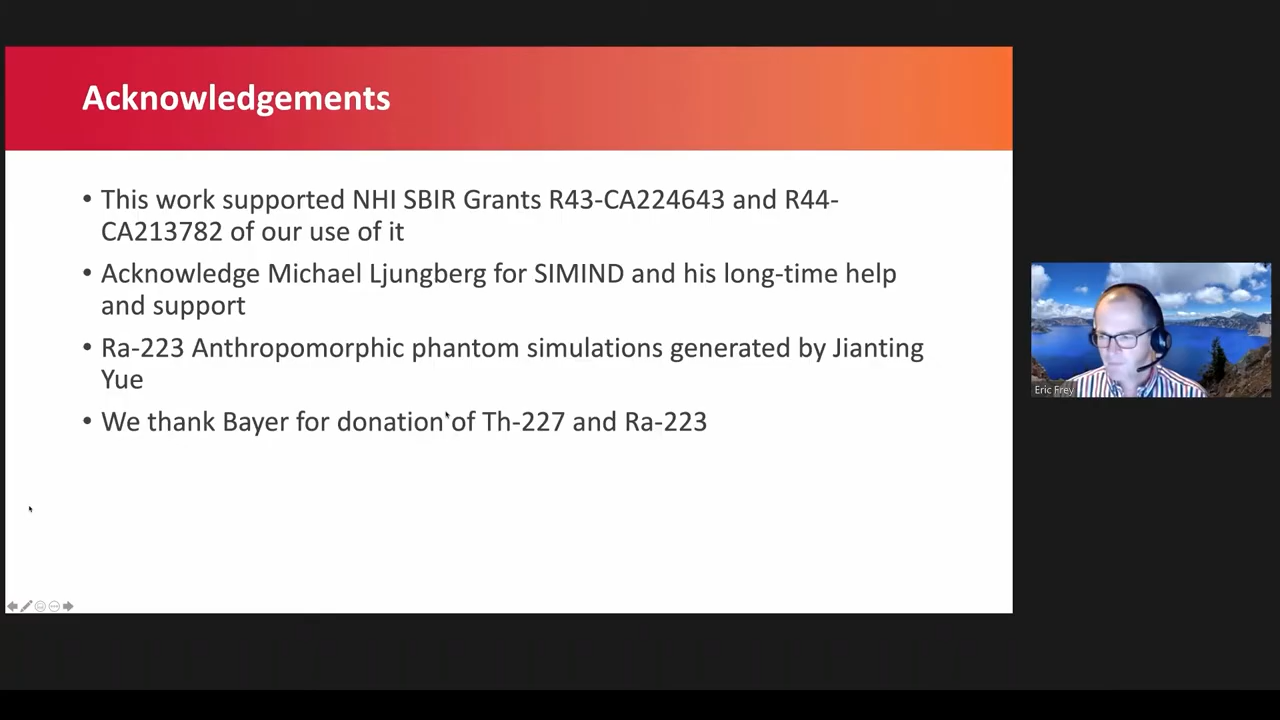 Acknowledgements
• This work supported NHI SBIR Grants R43-CA224643 and R44-
CA213782 of our use of it
• Acknowledge Michael Ljungberg for SIMIND and his long-time help
and support
• Ra-223 Anthropomorphic phantom simulations generated by Jianting
Yue
• We thank Bayer for donation of Th-227 and Ra-223
Eric Frey